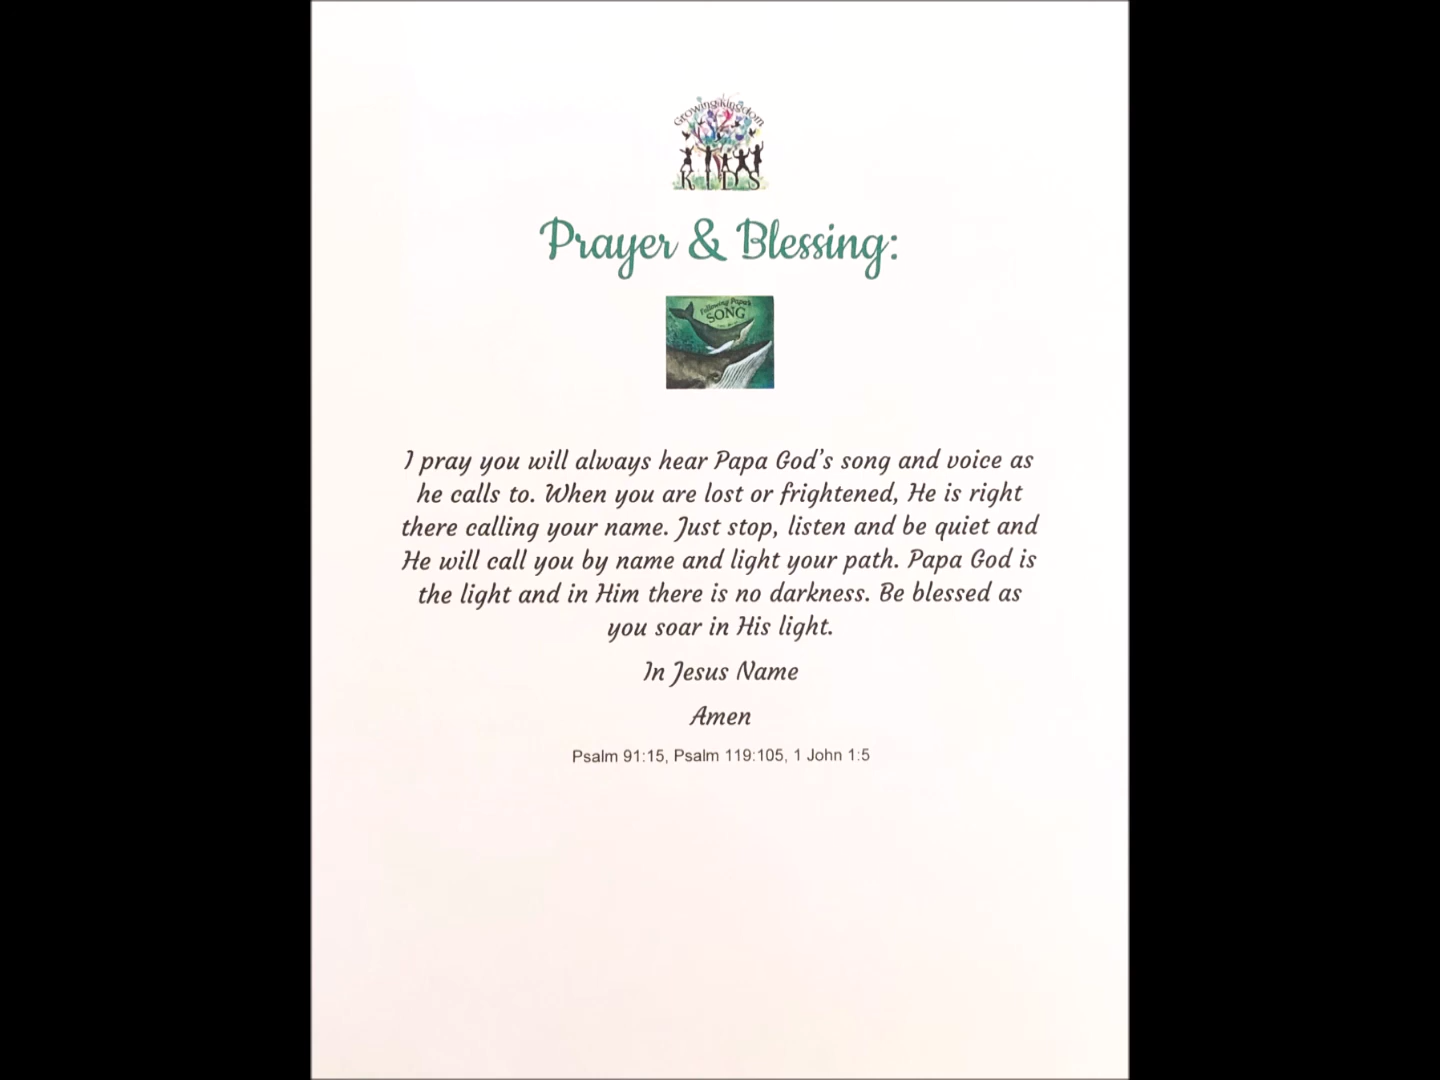 Growing Kingdom
KIDS
Prayer & Blessing:
Following Papa's
SONG
I pray you will always hear Papa God's song and voice as
he calls to. When you are lost or frightened, He is right
there calling your name. Just stop, listen and be quiet and
He will call you by name and light your path. Papa God is
the light and in Him there is no darkness. Be blessed as
you soar in His light.
In Jesus Name
Amen
Psalm 91:15, Psalm 119:105, 1 John 1:5